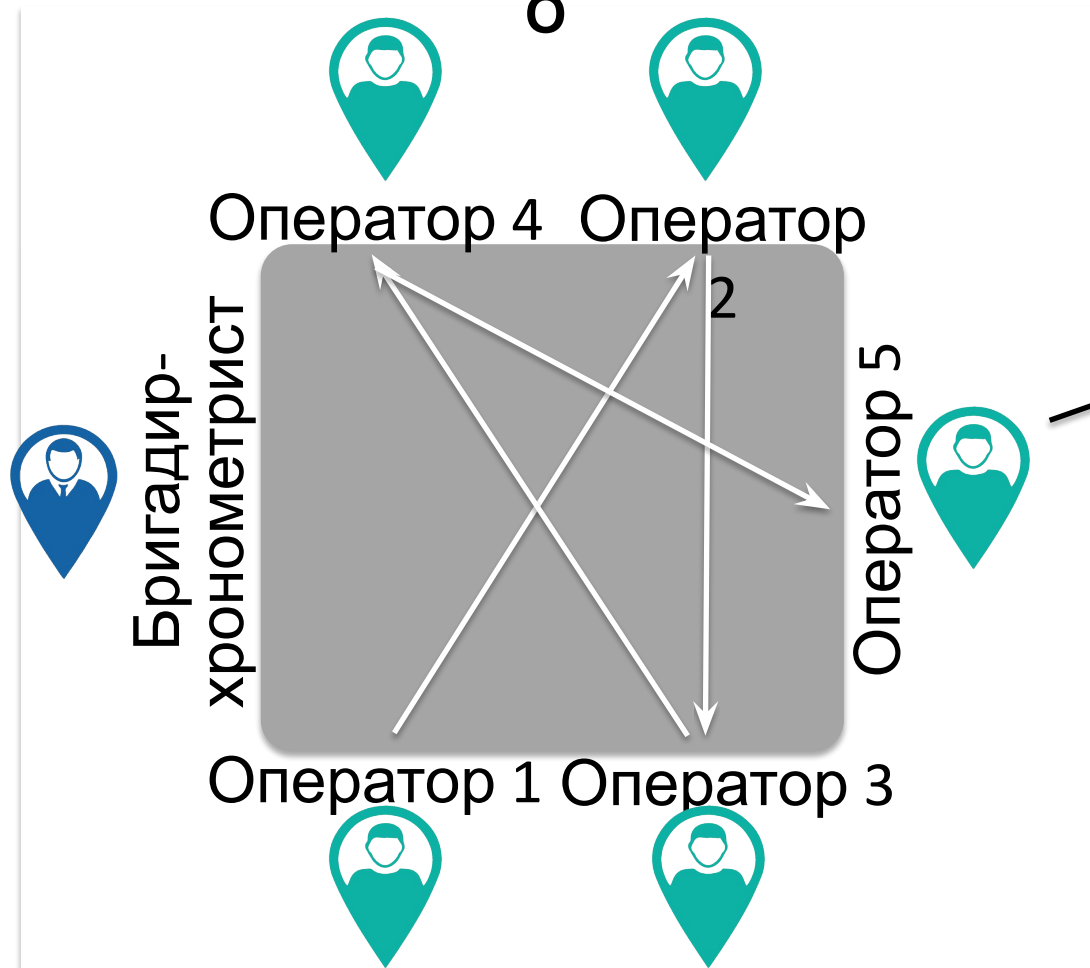 о
Оператор 4
Оператор
2
Бригадир-
хронометрист
Оператор 5
Оператор 1
Оператор 3